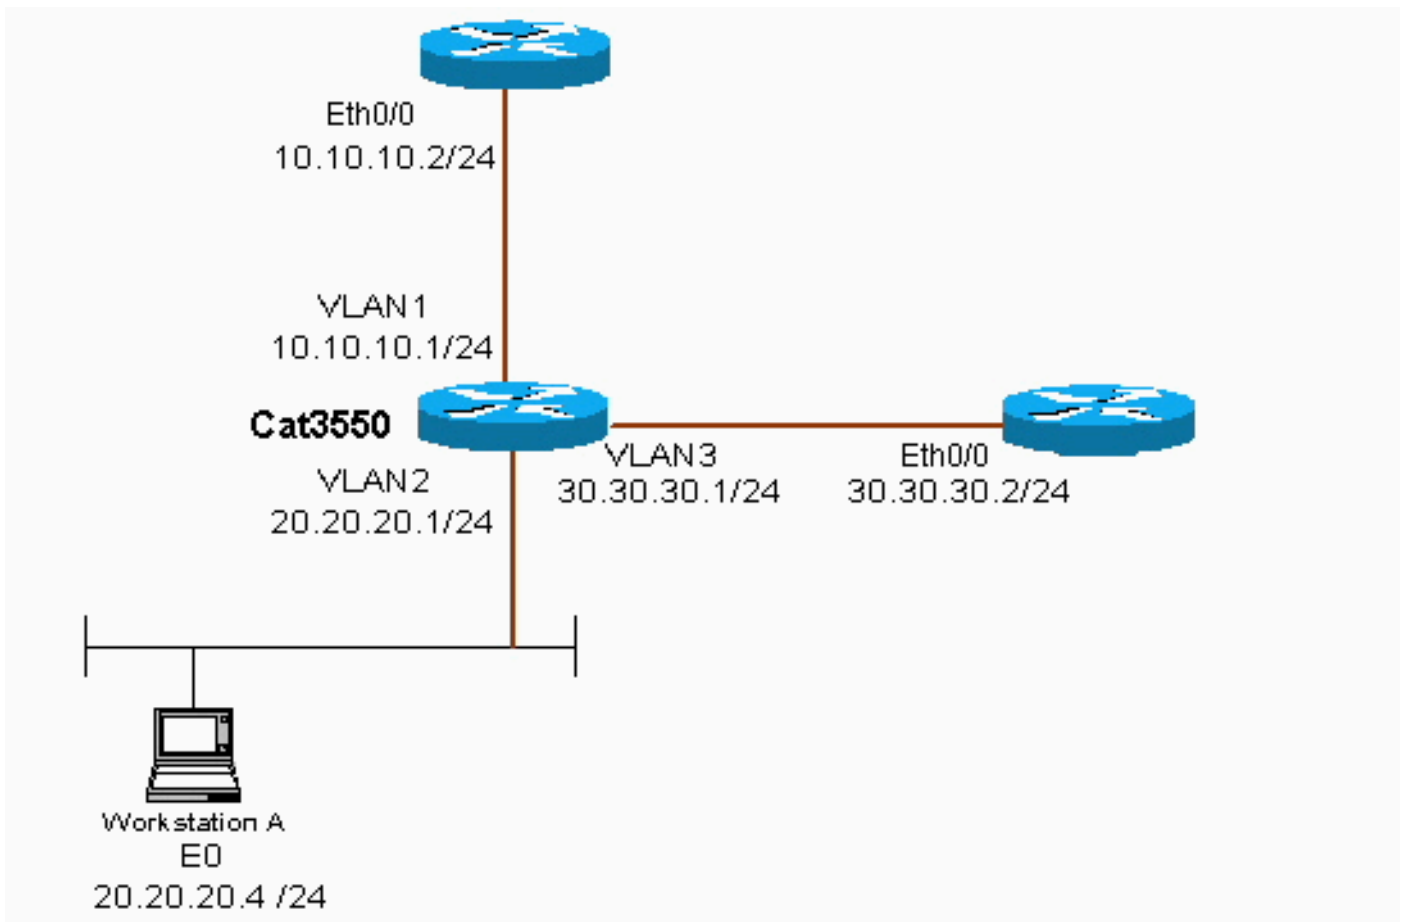 Eth0/0
10.10.10.2/24
VLAN1
10.10.10.1/24
Cat3550
VLAN2
20.20.20.1/24
VLAN3
30.30.30.1/24
Eth0/0
30.30.30.2/24
Workstation A
E0
20.20.20.4 /24